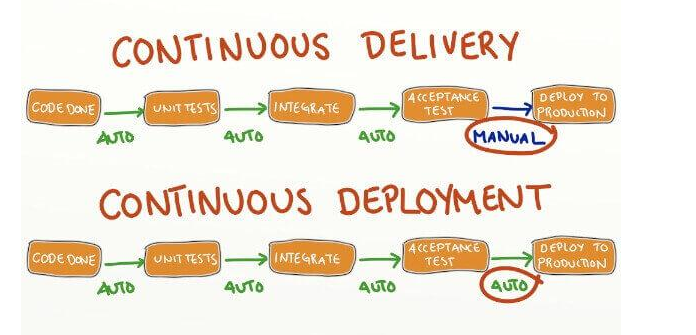 CONTINUOUS DELIVERY
CODE DONE
UNIT TESTS
INTEGRATE
ACCEPTANCE
TEST
DEPLOY TO
PRODUCTION
AUTO
AUTO
AUTO
MANUAL
CONTINUOUS DEPLOYMENT
CODE DONE
UNIT TESTS
INTEGRATE
ACCEPTANCE
TEST
DEPLOY TO
PRODUCTION
AUTO
AUTO
AUTO
AUTO